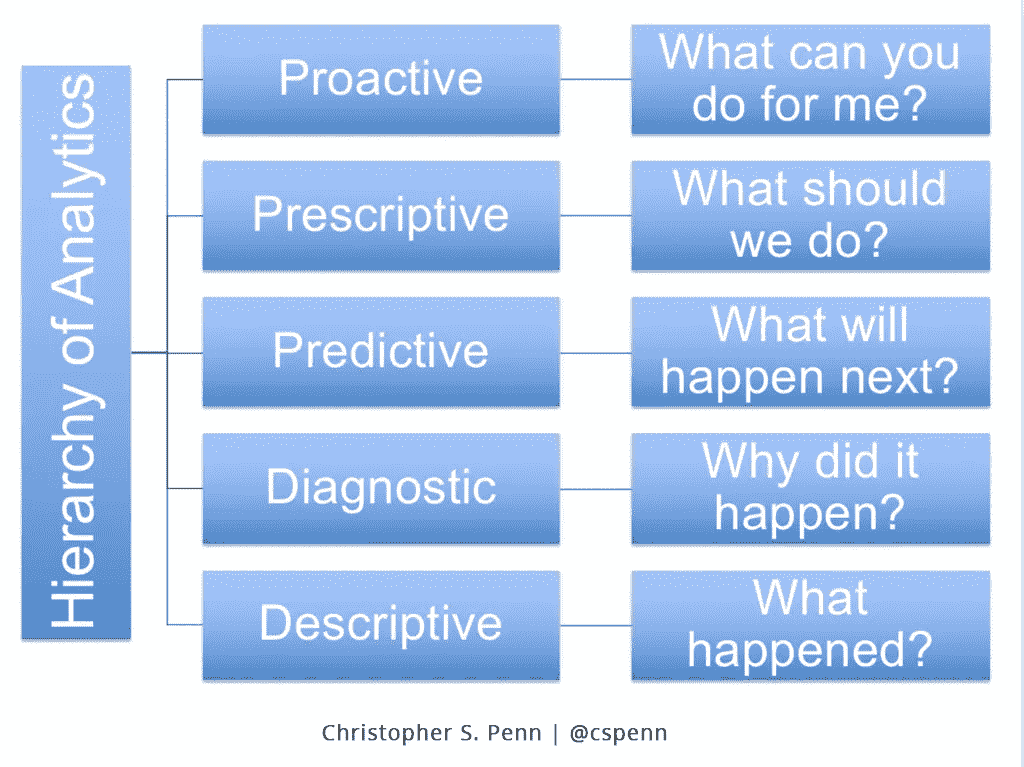 Hierarchy of Analytics
Proactive
What can you
do for me?
Prescriptive
What should
we do?
Predictive
What will
happen next?
Diagnostic
Why did it
happen?
Descriptive
What
happened?
Christopher S. Penn | @cspenn